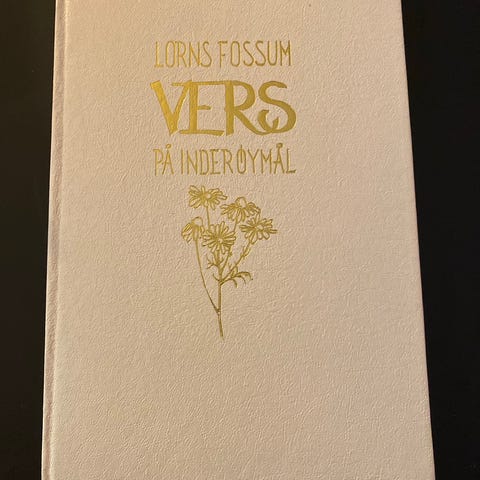 LORNS FOSSUM
VERS
PÅ INDERØYMÅL